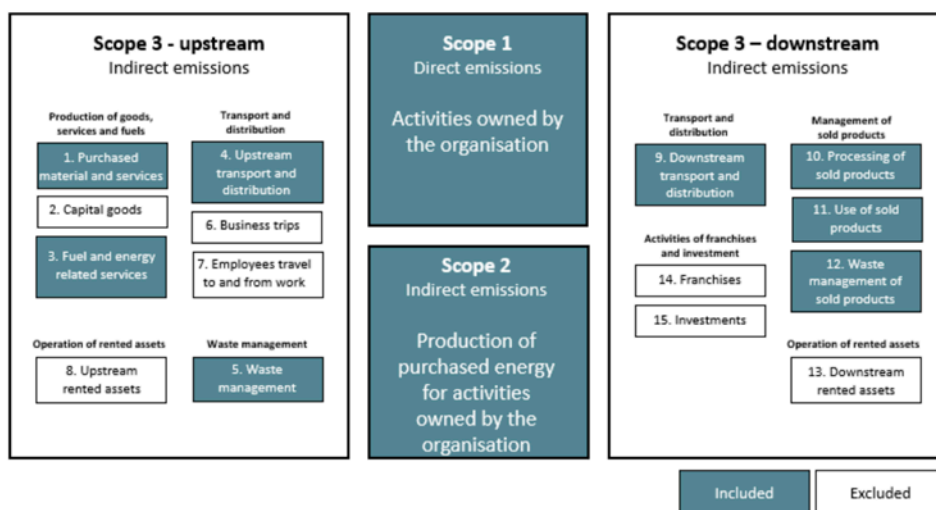 Scope 3 - upstream
Indirect emissions
Production of goods,
services and fuels
1. Purchased
material and services
2. Capital goods
3. Fuel and energy
related services
Transport and
distribution
4. Upstream
transport and
distribution
6. Business trips
7. Employees travel
to and from work
Operation of rented assets
8. Upstream
rented assets
Waste management
5. Waste
management
Scope 1
Direct emissions
Activities owned by
the organisation
Scope 2
Indirect emissions
Production of
purchased energy
for activities
owned by the
organisation
Scope 3 – downstream
Indirect emissions
Transport and
distribution
9. Downstream
transport and
distribution
Activities of franchises
and investment
14. Franchises
15. Investments
Management of
sold products
10. Processing of
sold products
11. Use of sold
products
12. Waste
management of
sold products
Operation of rented assets
13. Downstream
rented assets
Included
Excluded